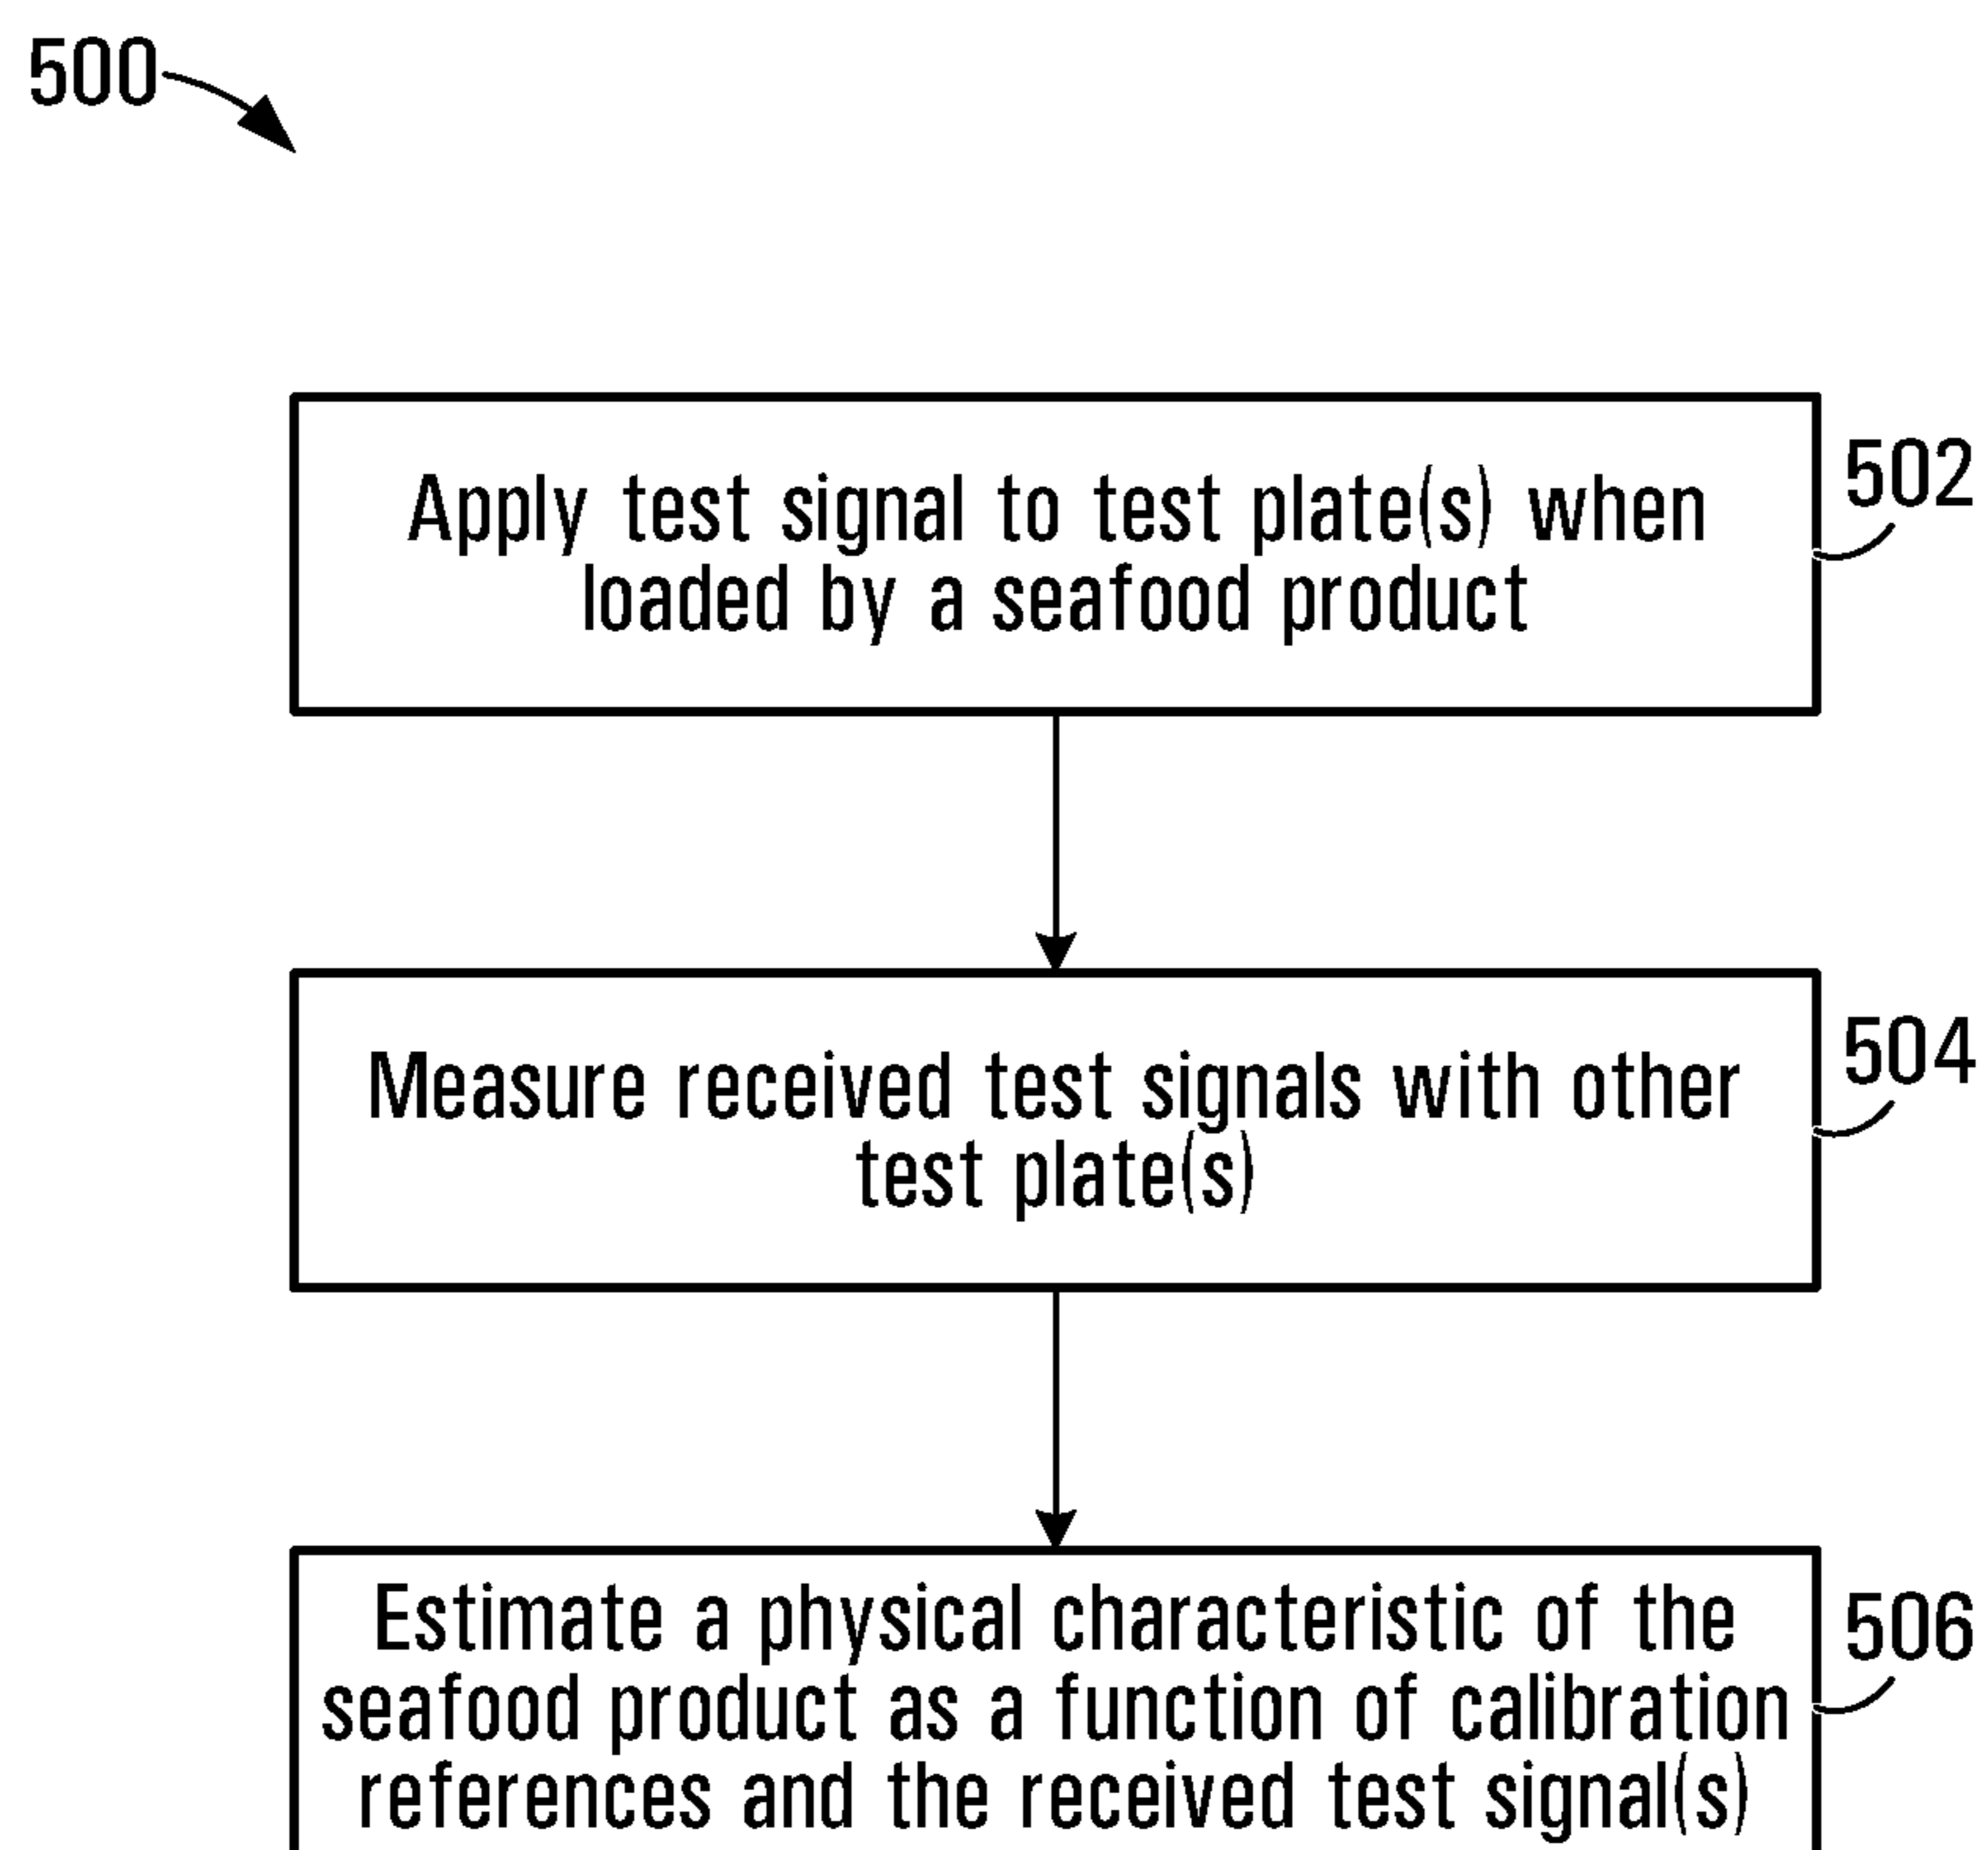 500
Apply test signal to test plate(s) when
loaded by a seafood product
502
Measure received test signals with other
test plate(s)
504
Estimate a physical characteristic of the
seafood product as a function of calibration
references and the received test signal(s)
506